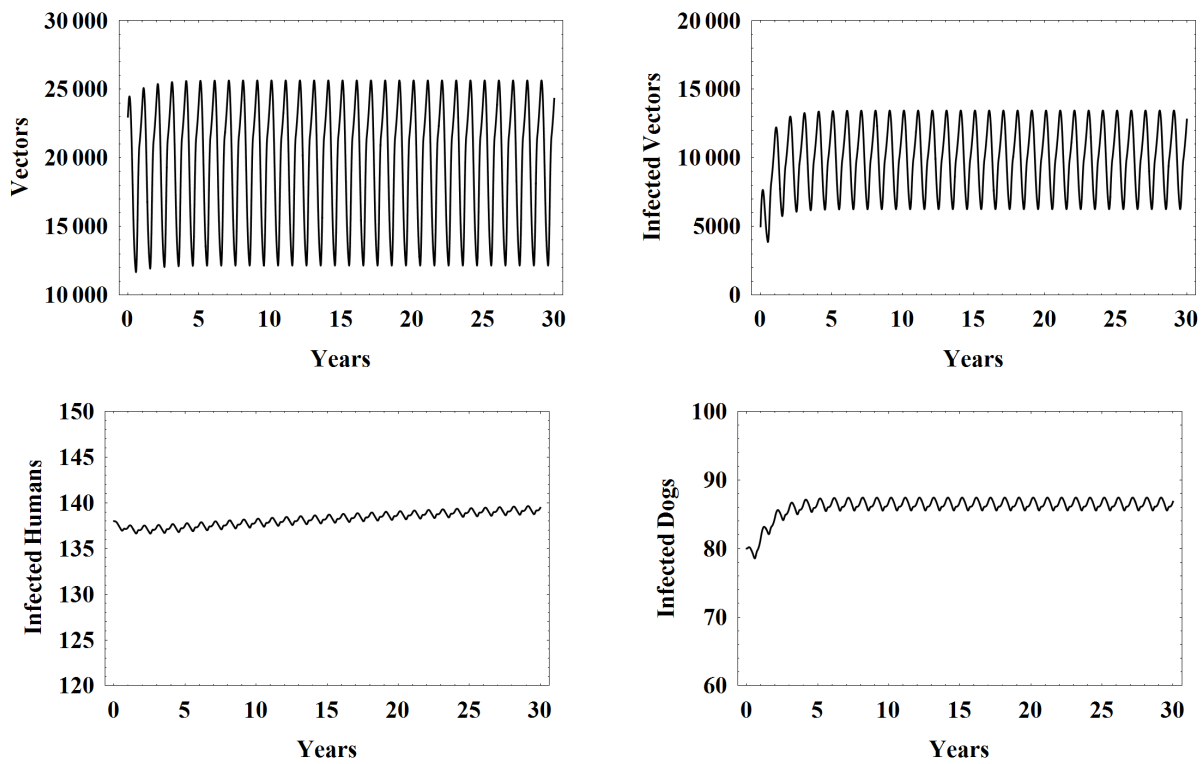 30 000
25 000
20 000
15 000
10 000
Vectors
0 5 10 15 20 25 30
Years
20 000
15 000
10 000
5000
0
Infected Vectors
0 5 10 15 20 25 30
Years
150
145
140
135
130
125
120
Infected Humans
0 5 10 15 20 25 30
Years
100
90
80
70
60
Infected Dogs
0 5 10 15 20 25 30
Years